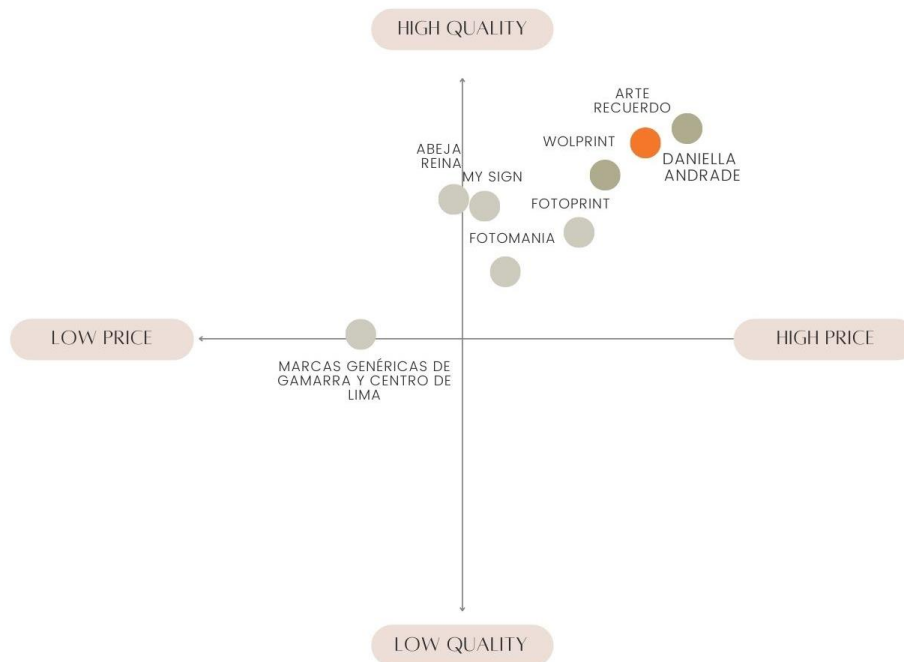 HIGH QUALITY
ARTE
RECUERDO
WOLPRINT
ABEJA
REINA
DANIELLA
ANDRADE
MY SIGN
FOTOPRINT
FOTOMANIA
LOW PRICE
HIGH PRICE
MARCAS GENÉRICAS DE
GAMARRA Y CENTRO DE
LIMA
LOW QUALITY